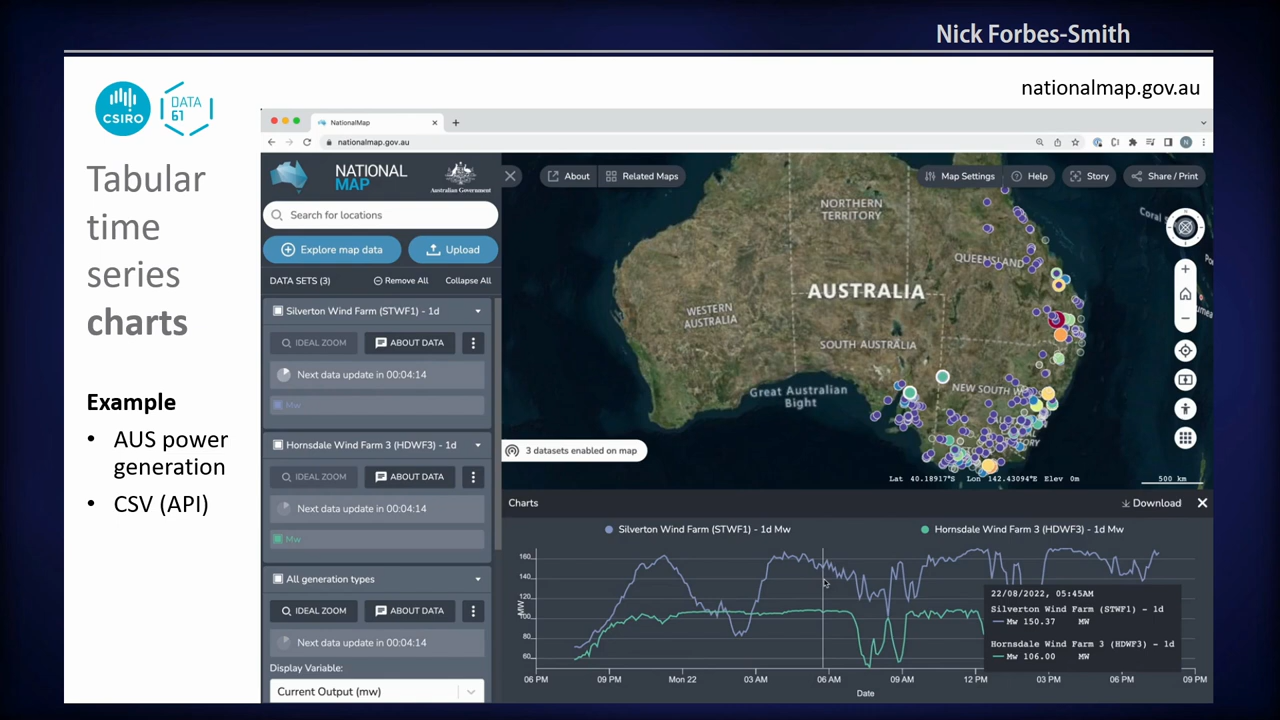 Nick Forbes-Smith
nationalmap.gov.au
CSIRO
DATA
61
Tabular
time
series
charts
Example
• AUS power
generation
• CSV (API)
NationalMap
nationalmap.gov.au
N
NATIONAL
MAP
Australian Government
Search for locations
Explore map data
Upload
DATA SETS (3)
Remove All
Collapse All
Silverton Wind Farm (STWF1) - 1d
IDEAL ZOOM
ABOUT DATA
Next data update in 00:04:14
Mw
Hornsdale Wind Farm 3 (HDWF3) - 1d
IDEAL ZOOM
ABOUT DATA
Next data update in 00:04:14
Mw
All generation types
IDEAL ZOOM
ABOUT DATA
Next data update in 00:04:14
Display Variable:
Current Output (mw)
About
Related Maps
Map Settings
Help
Story
Share / Print
NORTHERN
TERRITORY
QUEENSLAND
AUSTRALIA
WESTERN
AUSTRALIA
SOUTH AUSTRALIA
Great Australian
Bight
NEW SOUTH
3 datasets enabled on map
Lat 40.18917°S Lon 142.43094°E Elev 0m
500 km
Charts
Download
Silverton Wind Farm (STWF1) - 1d Mw
Hornsdale Wind Farm 3 (HDWF3) - 1d Mw
MW
160
140
120
100
80
60
22/08/2022, 05:45AM
Silverton Wind Farm (STWF1) - 1d
Mw 150.37 MW
Hornsdale Wind Farm 3 (HDWF3) - 1d
Mw 106.00 MW
06 PM
09 PM
Mon 22
03 AM
06 AM
09 AM
12 PM
03 PM
06 PM
09 PM
Date